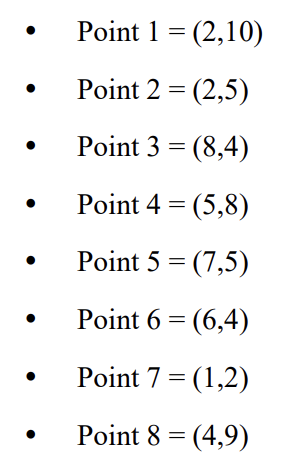 • Point 1 = (2,10)
• Point 2 = (2,5)
• Point 3 = (8,4)
• Point 4 = (5,8)
• Point 5 = (7,5)
• Point 6 = (6,4)
• Point 7 = (1,2)
• Point 8 = (4,9)